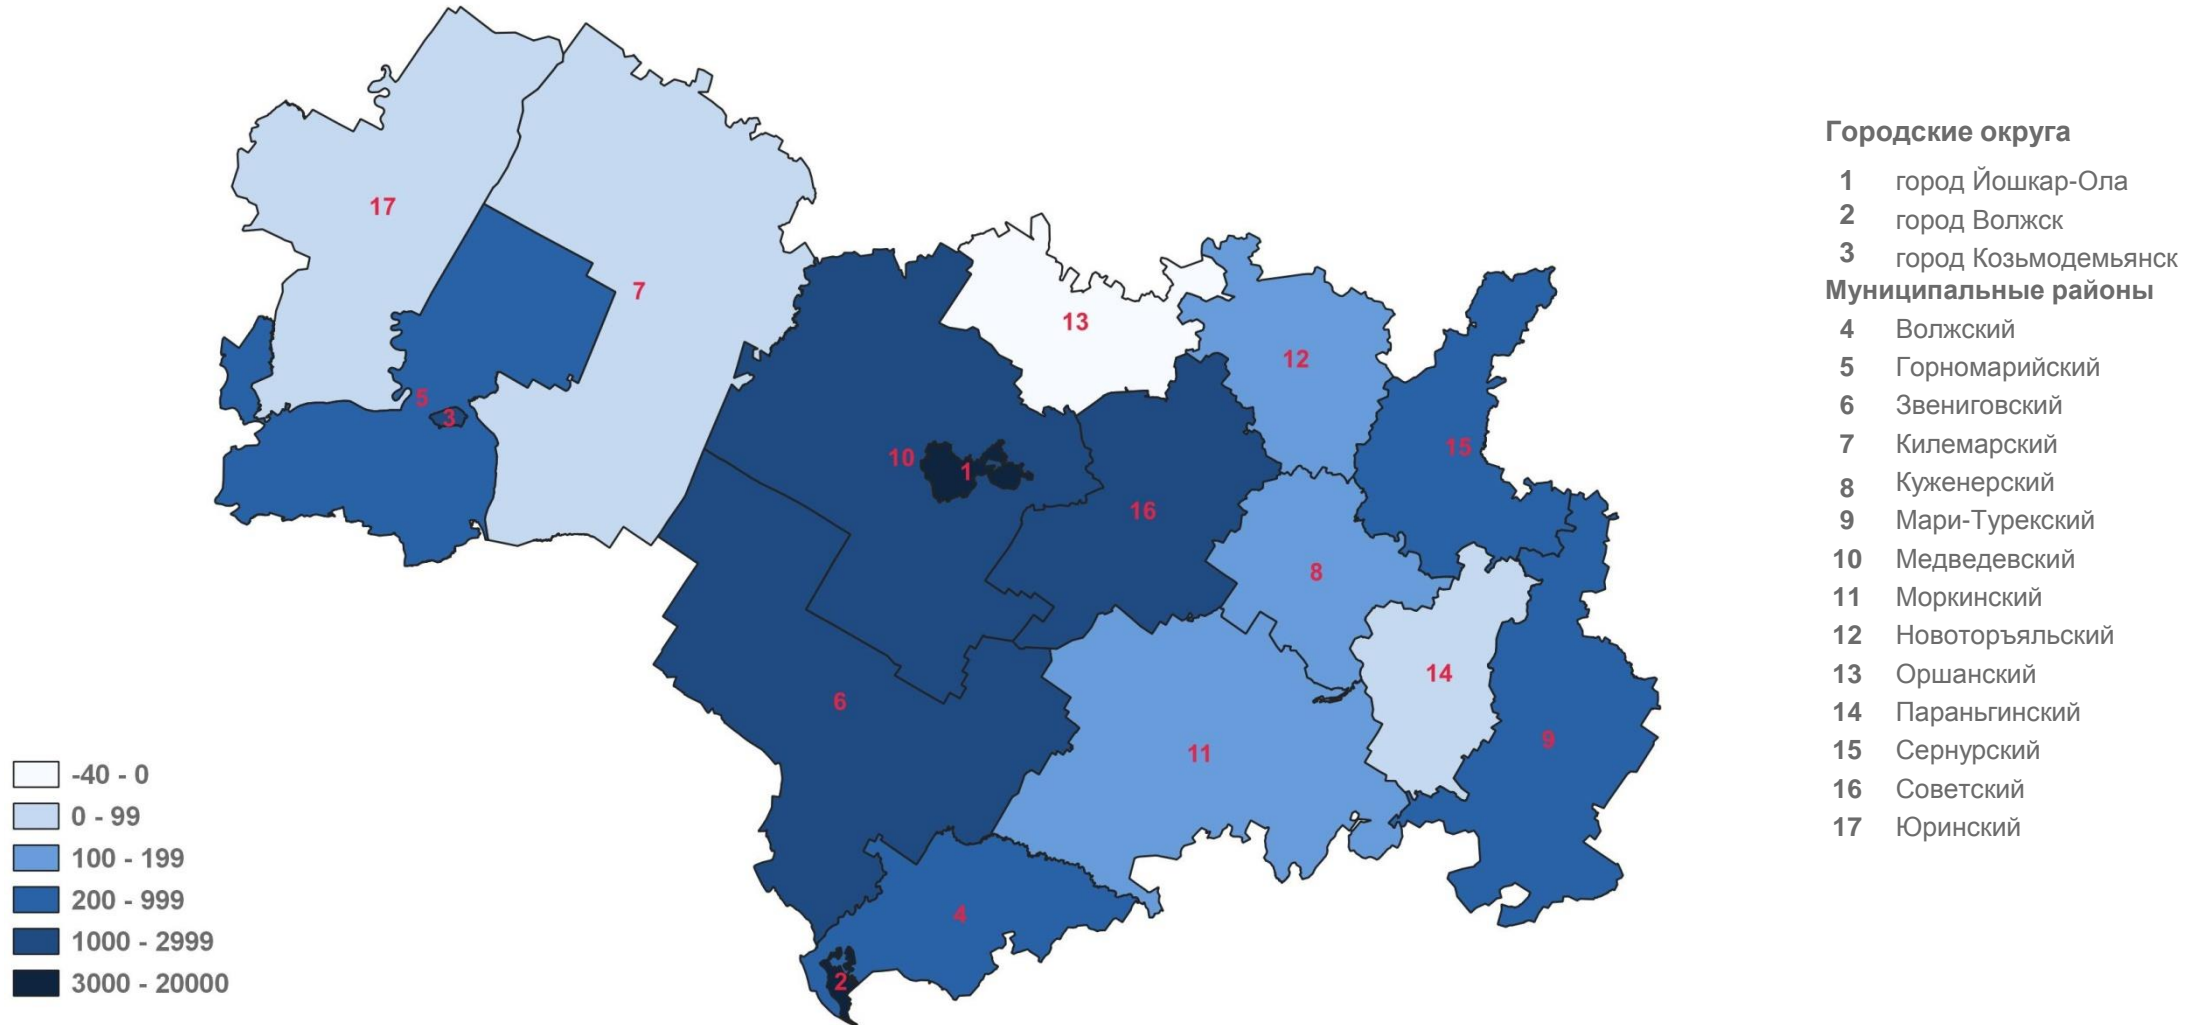 17
7
13
12
5
3
15
10
1
16
8
14
6
11
9
4
2
-40 - 0
0 - 99
100 - 199
200 - 999
1000 - 2999
3000 - 20000
Городские округа
1 город Йошкар-Ола
2 город Волжск
3 город Козьмодемьянск
Муниципальные районы
4 Волжский
5 Горномарийский
6 Звениговский
7 Килемарский
8 Куженерский
9 Мари-Турекский
10 Медведевский
11 Моркинский
12 Новоторъяльский
13 Оршанский
14 Параньгинский
15 Сернурский
16 Советский
17 Юринский